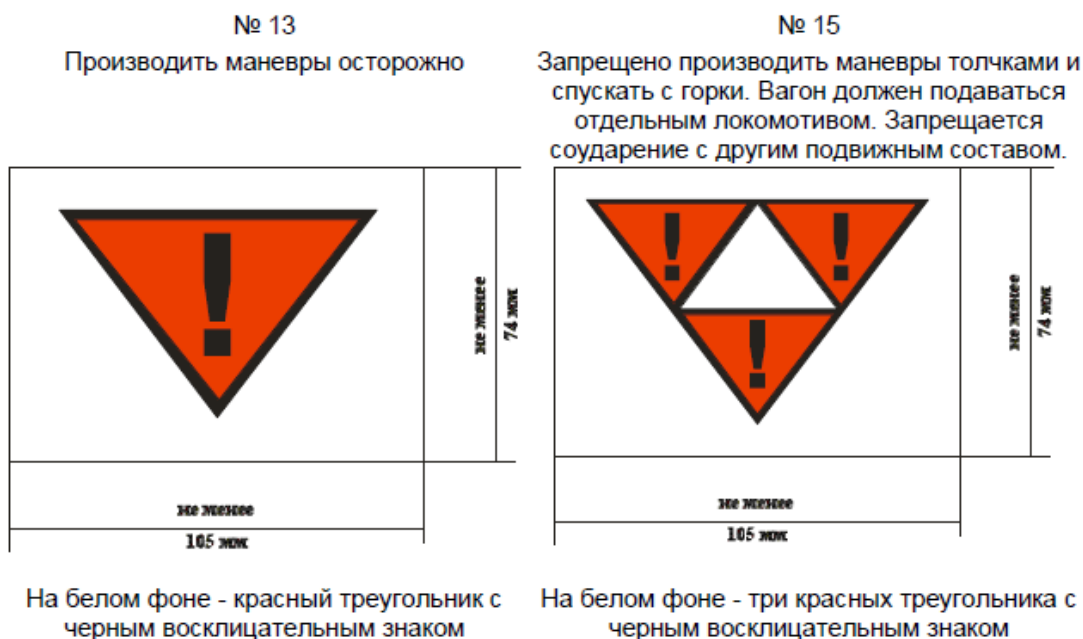 № 13
Производить маневры осторожно
!
не менее
74 мм
не менее
105 мм
На белом фоне - красный треугольник с
черным восклицательным знаком
№ 15
Запрещено производить маневры толчками и
спускать с горки. Вагон должен подаваться
отдельным локомотивом. Запрещается
соударение с другим подвижным составом.
! !
!
не менее
74 мм
не менее
105 мм
На белом фоне - три красных треугольника с
черным восклицательным знаком